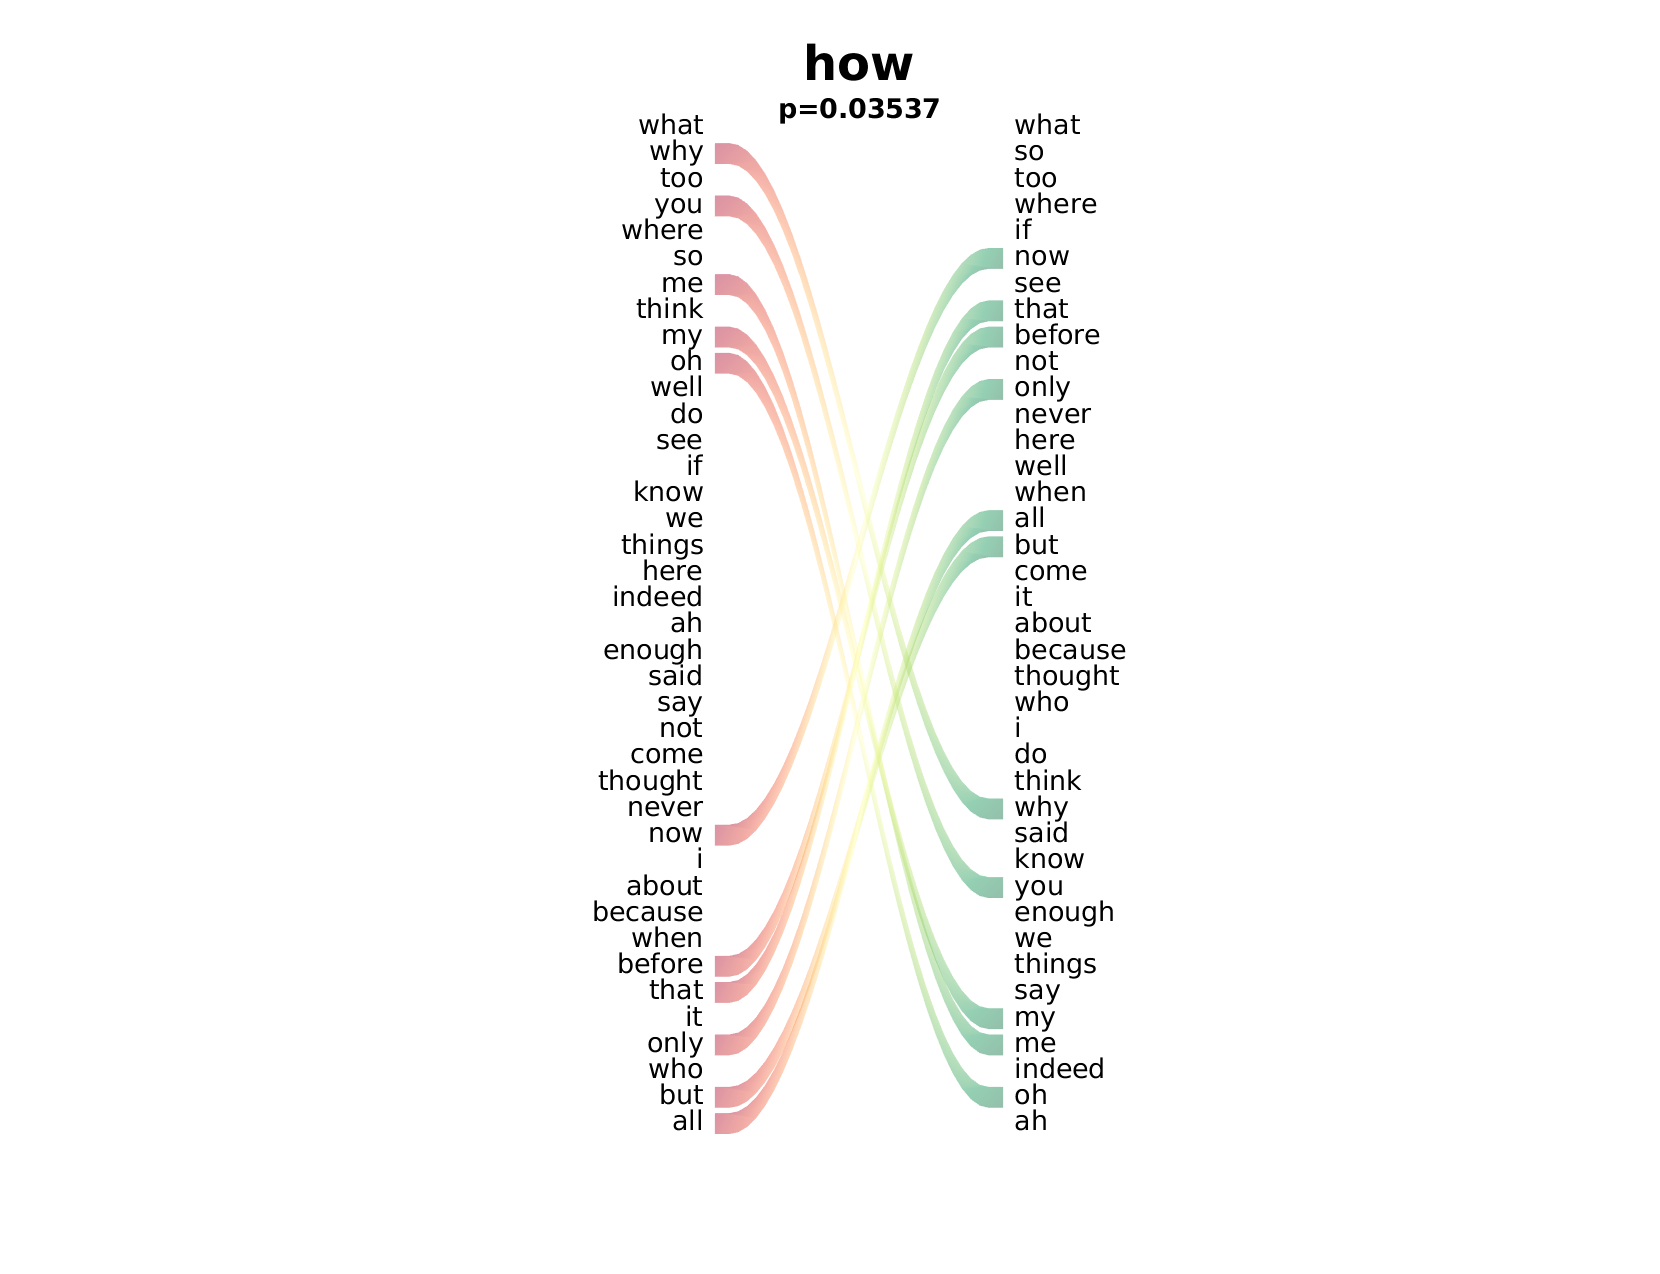 how
p=0.03537
what
why
too
you
where
so
me
think
my
oh
well
do
see
if
know
we
things
here
indeed
ah
enough
said
say
not
come
thought
never
now
i
about
because
when
before
that
it
only
who
but
all
what
so
too
where
if
now
see
that
before
not
only
never
here
well
when
all
but
come
it
about
because
thought
who
i
do
think
why
said
know
you
enough
we
things
say
my
me
indeed
oh
ah